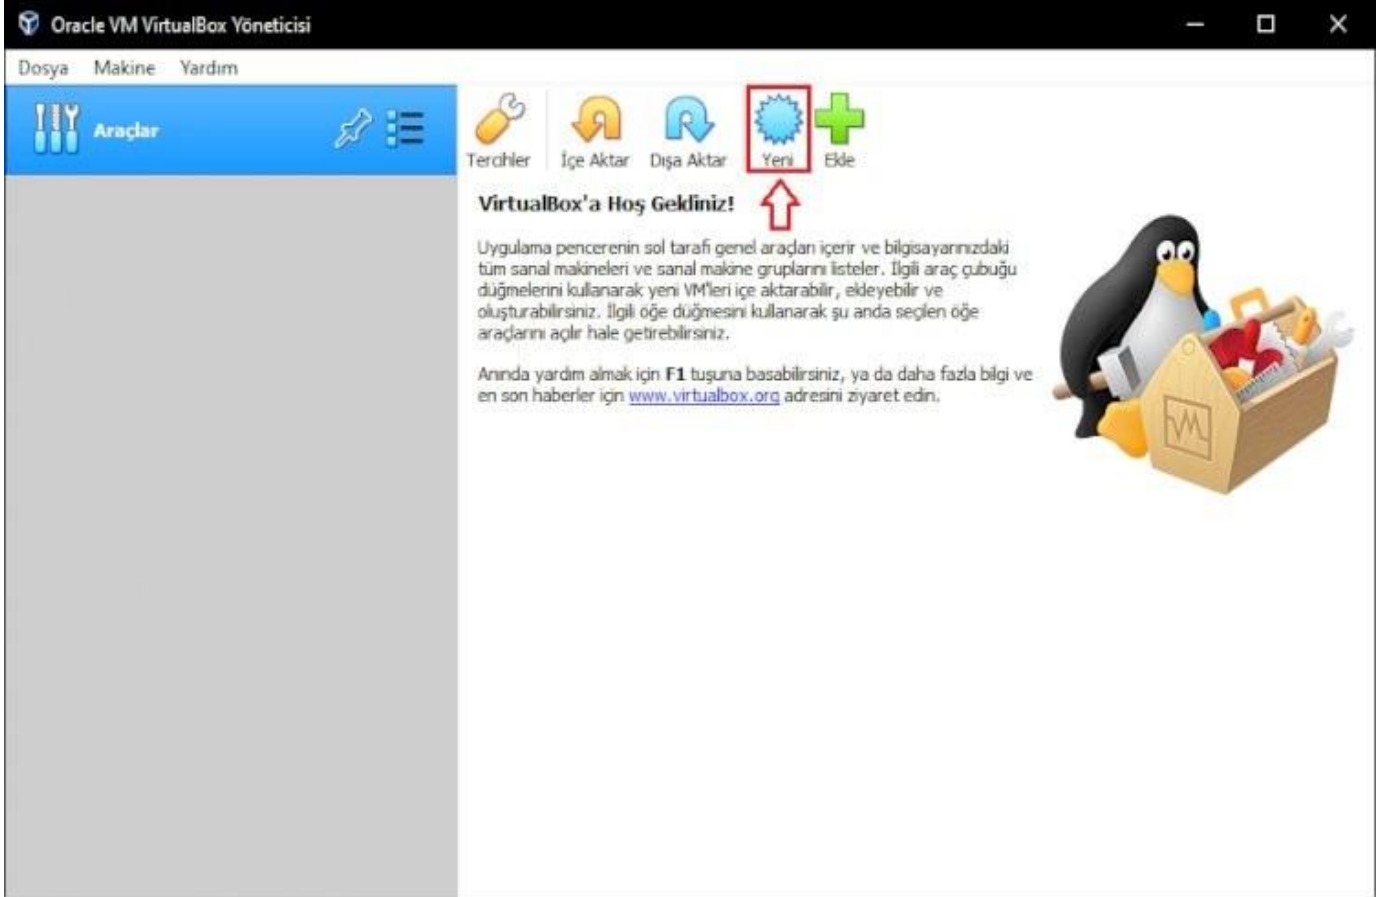 Oracle VM VirtualBox Yöneticisi
Dosya Makine Yardım
Araçlar
Tercihler İçe Aktar Dışa Aktar Yeni Ekle
VirtualBox'a Hoş Geldiniz!
Uygulama pencerenin sol tarafı genel araçları içerir ve bilgisayarınızdaki
tüm sanal makineleri ve sanal makine gruplarını listeler. İlgili araç çubuğu
düğmelerini kullanarak yeni VM'leri içe aktarabilir, ekleyebilir ve
oluşturabilirsiniz. İlgili öğe düğmesini kullanarak şu anda seçilen öğe
araçlarını açılır hale getirebilirsiniz.
Anında yardım almak için F1 tuşuna basabilirsiniz, ya da daha fazla bilgi ve
en son haberler için www.virtualbox.org adresini ziyaret edin.